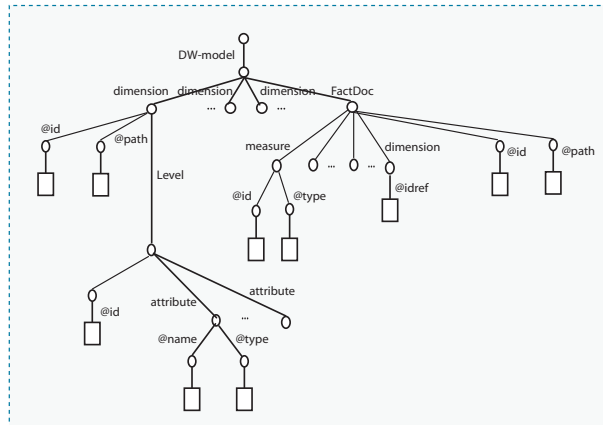 DW-model
dimension dimension dimension FactDoc
... ...
@id @path measure ... ... dimension @id @path
Level @id @type @idref
attribute attribute
@id ...
@name @type